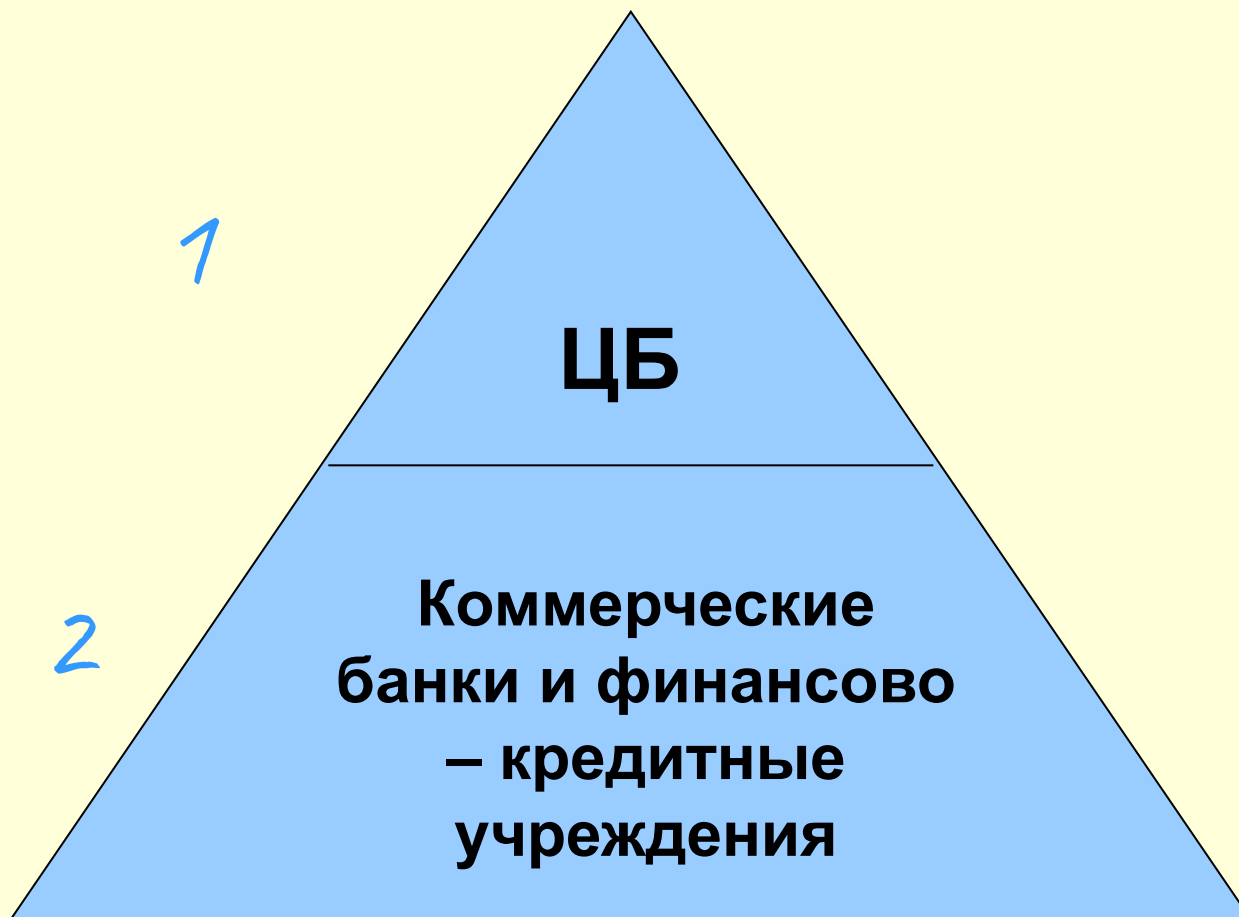 1
ЦБ
2
Коммерческие
банки и финансово
– кредитные
учреждения